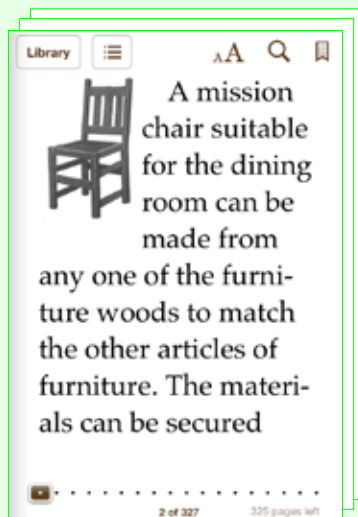 Library
AA
A mission
chair suitable
for the dining
room can be
made from
any one of the furni-
ture woods to match
the other articles of
furniture. The materi-
als can be secured
2 of 327 325 pages left